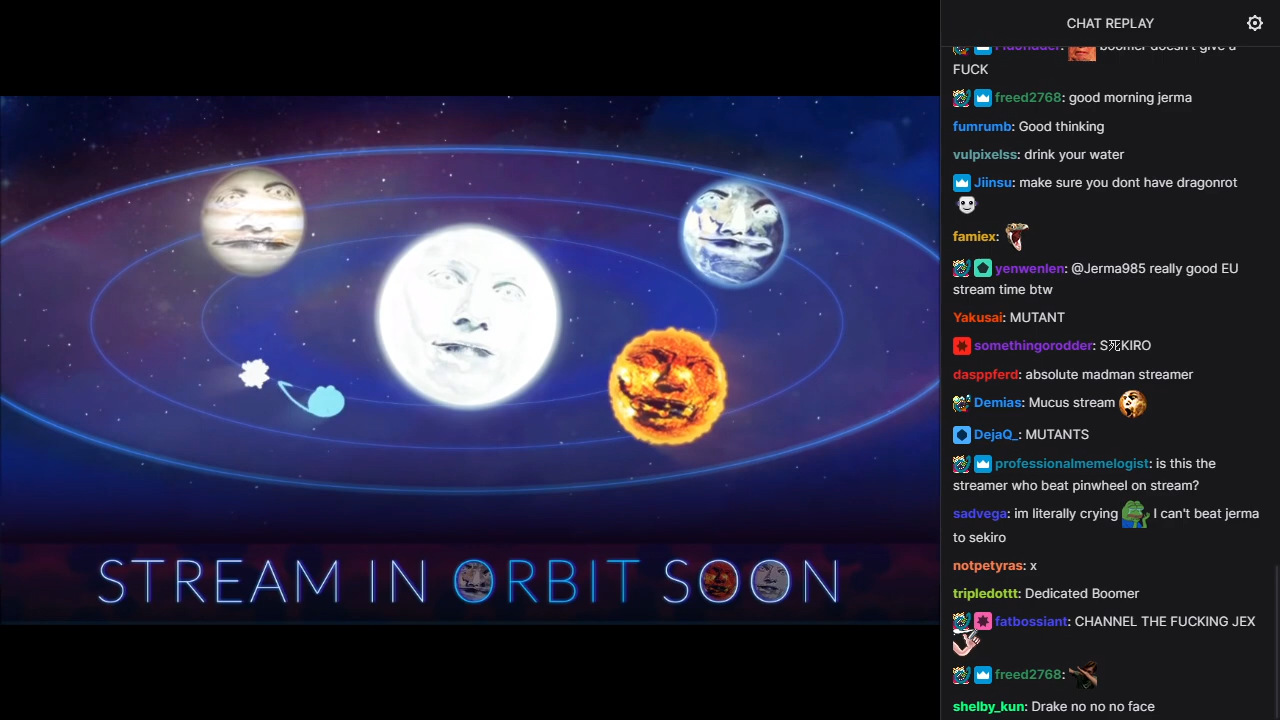 STREAM IN ORBIT SOON
CHAT REPLAY
boomer doesn't give a
FUCK
freed2768: good morning jerma
fumrumb: Good thinking
vulpixelss: drink your water
Jiinsu: make sure you dont have dragonrot
famiex:
yenwenlen: @Jerma985 really good EU
stream time btw
Yakusai: MUTANT
somethingorodder: SEKIRO
dasppferd: absolute madman streamer
Demias: Mucus stream
DejaQ_: MUTANTS
professionalmemelogist: is this the
streamer who beat pinwheel on stream?
sadvega: im literally crying I can't beat jerma
to sekiro
notpetyras: x
tripledottt: Dedicated Boomer
fatbossiant: CHANNEL THE FUCKING JEX
freed2768:
shelby_kun: Drake no no no face